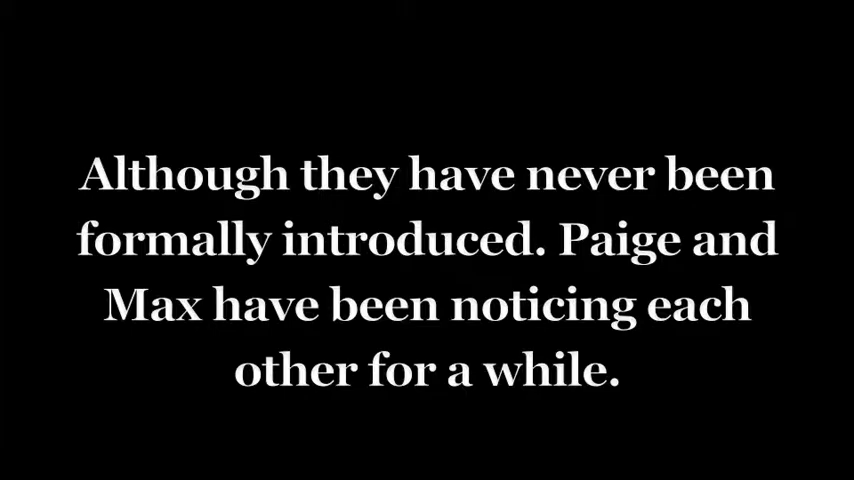 Although they have never been
formally introduced. Paige and
Max have been noticing each
other for a while.